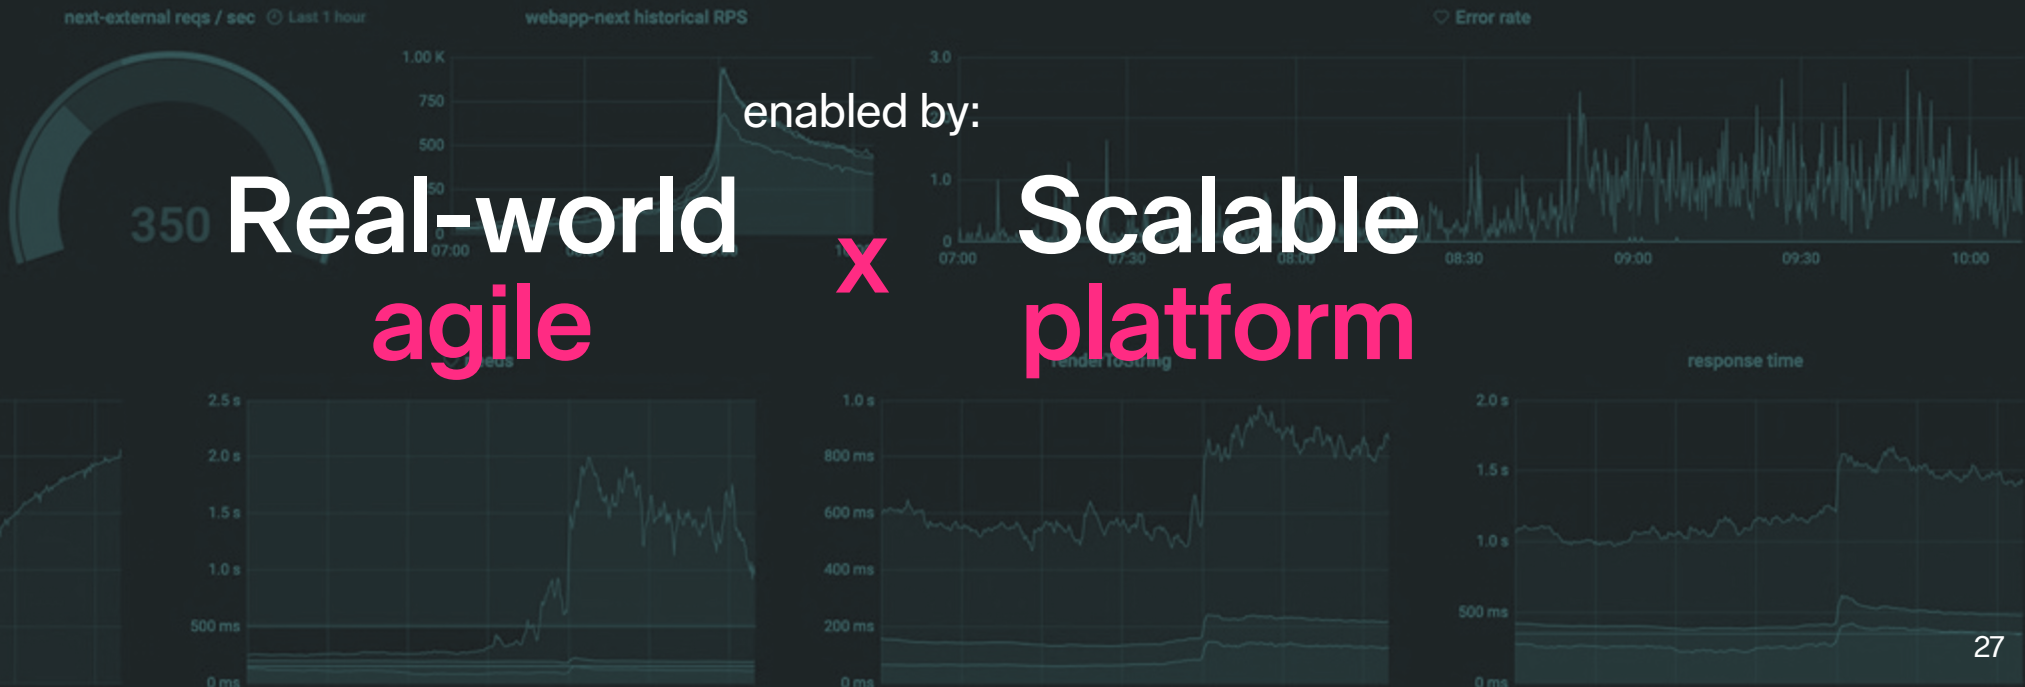 next-external reqs / sec Last 1 hour
webapp-next historical RPS
Error rate
1.00 K
750
500
50
0
07:00
350
3.0
1.0
0
07:00
07:30
08:00
08:30
09:00
09:30
10:00
enabled by:
Real-world
agile
x
Scalable
platform
2.5 s
2.0 s
1.5 s
1.0 s
500 ms
0 ms
renderToString
1.0 s
800 ms
600 ms
400 ms
200 ms
0 ms
response time
2.0 s
1.5 s
1.0 s
500 ms
0 ms
27